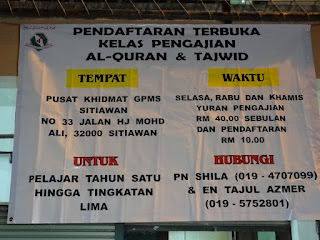 PENDAFTARAN TERBUKA
KELAS PENGAJIAN
AL-QURAN & TAJWID
TEMPAT
PUSAT KHIDMAT GPMS
SITIAWAN
NO 33 JALAN HJ MOHD
ALI, 32000 SITIAWAN
WAKTU
SELASA, RABU DAN KHAMIS
YURAN PENGAJIAN
RM 40.00 SEBULAN
DAN PENDAFTARAN
RM 10.00
UNTUK
PELAJAR TAHUN SATU
HINGGA TINGKATAN
LIMA
HUBUNGI
PN SHILA (019 - 4707099)
& EN TAJUL AZMER
(019 - 5752801)